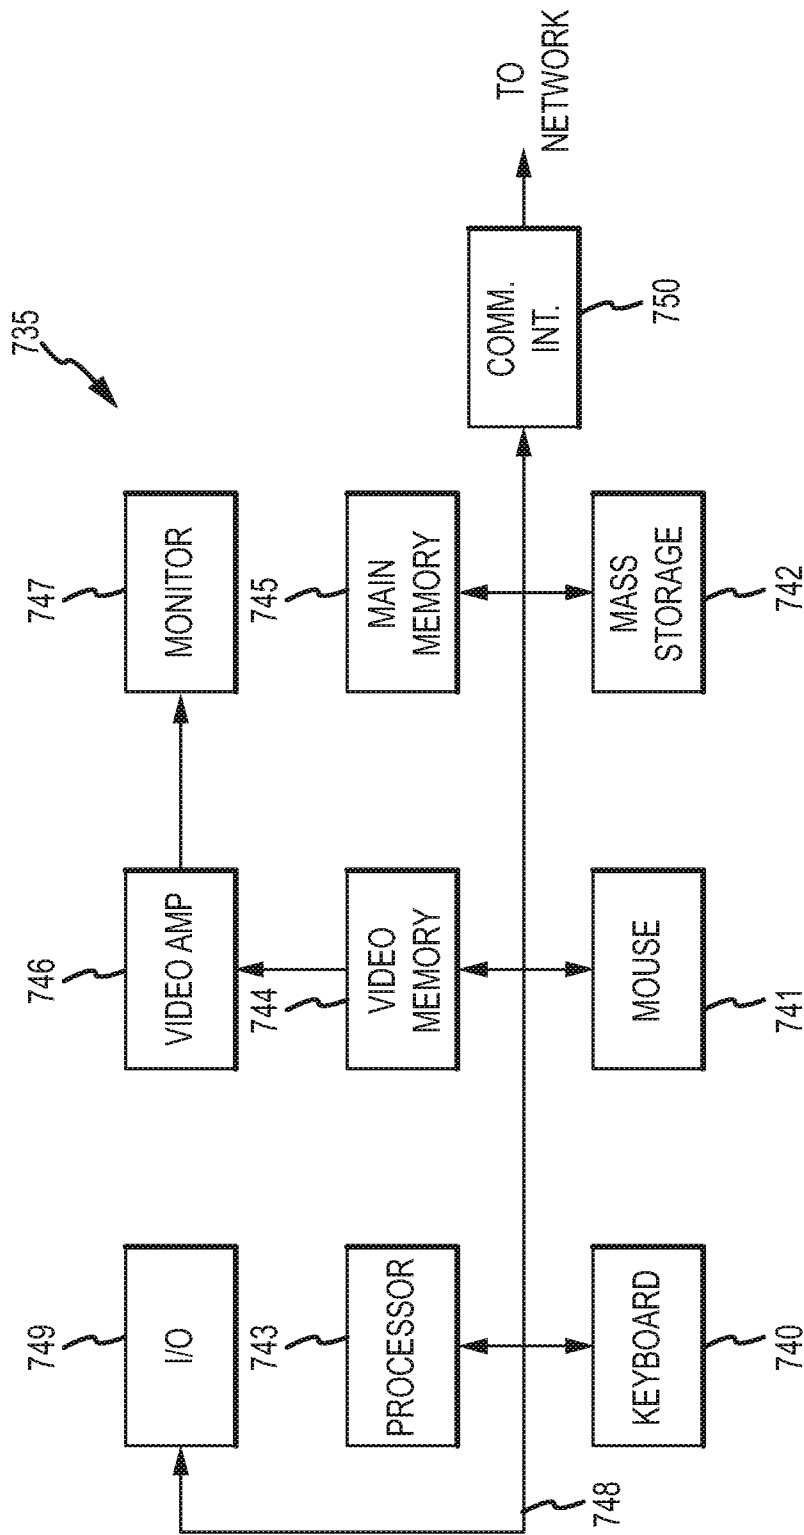 735
749
I/O
746
VIDEO AMP
747
MONITOR
743
PROCESSOR
744
VIDEO
MEMORY
745
MAIN
MEMORY
COMM.
INT.
750
TO
NETWORK
748
KEYBOARD
740
MOUSE
741
MASS
STORAGE
742